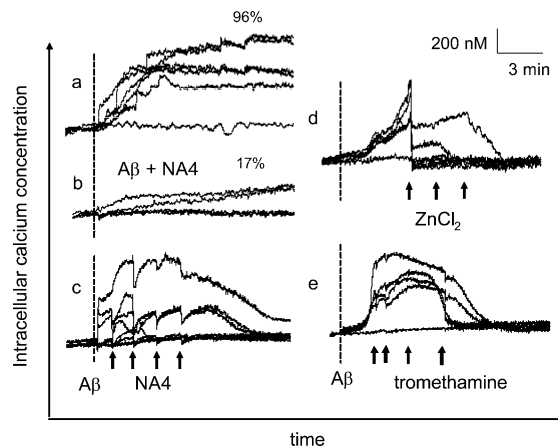 96%
200 nM
3 min
a
d
Aβ + NA4
17%
b
ZnCl2
c
e
Aβ
NA4
Aβ
tromethamine
Intracellular calcium concentration
time